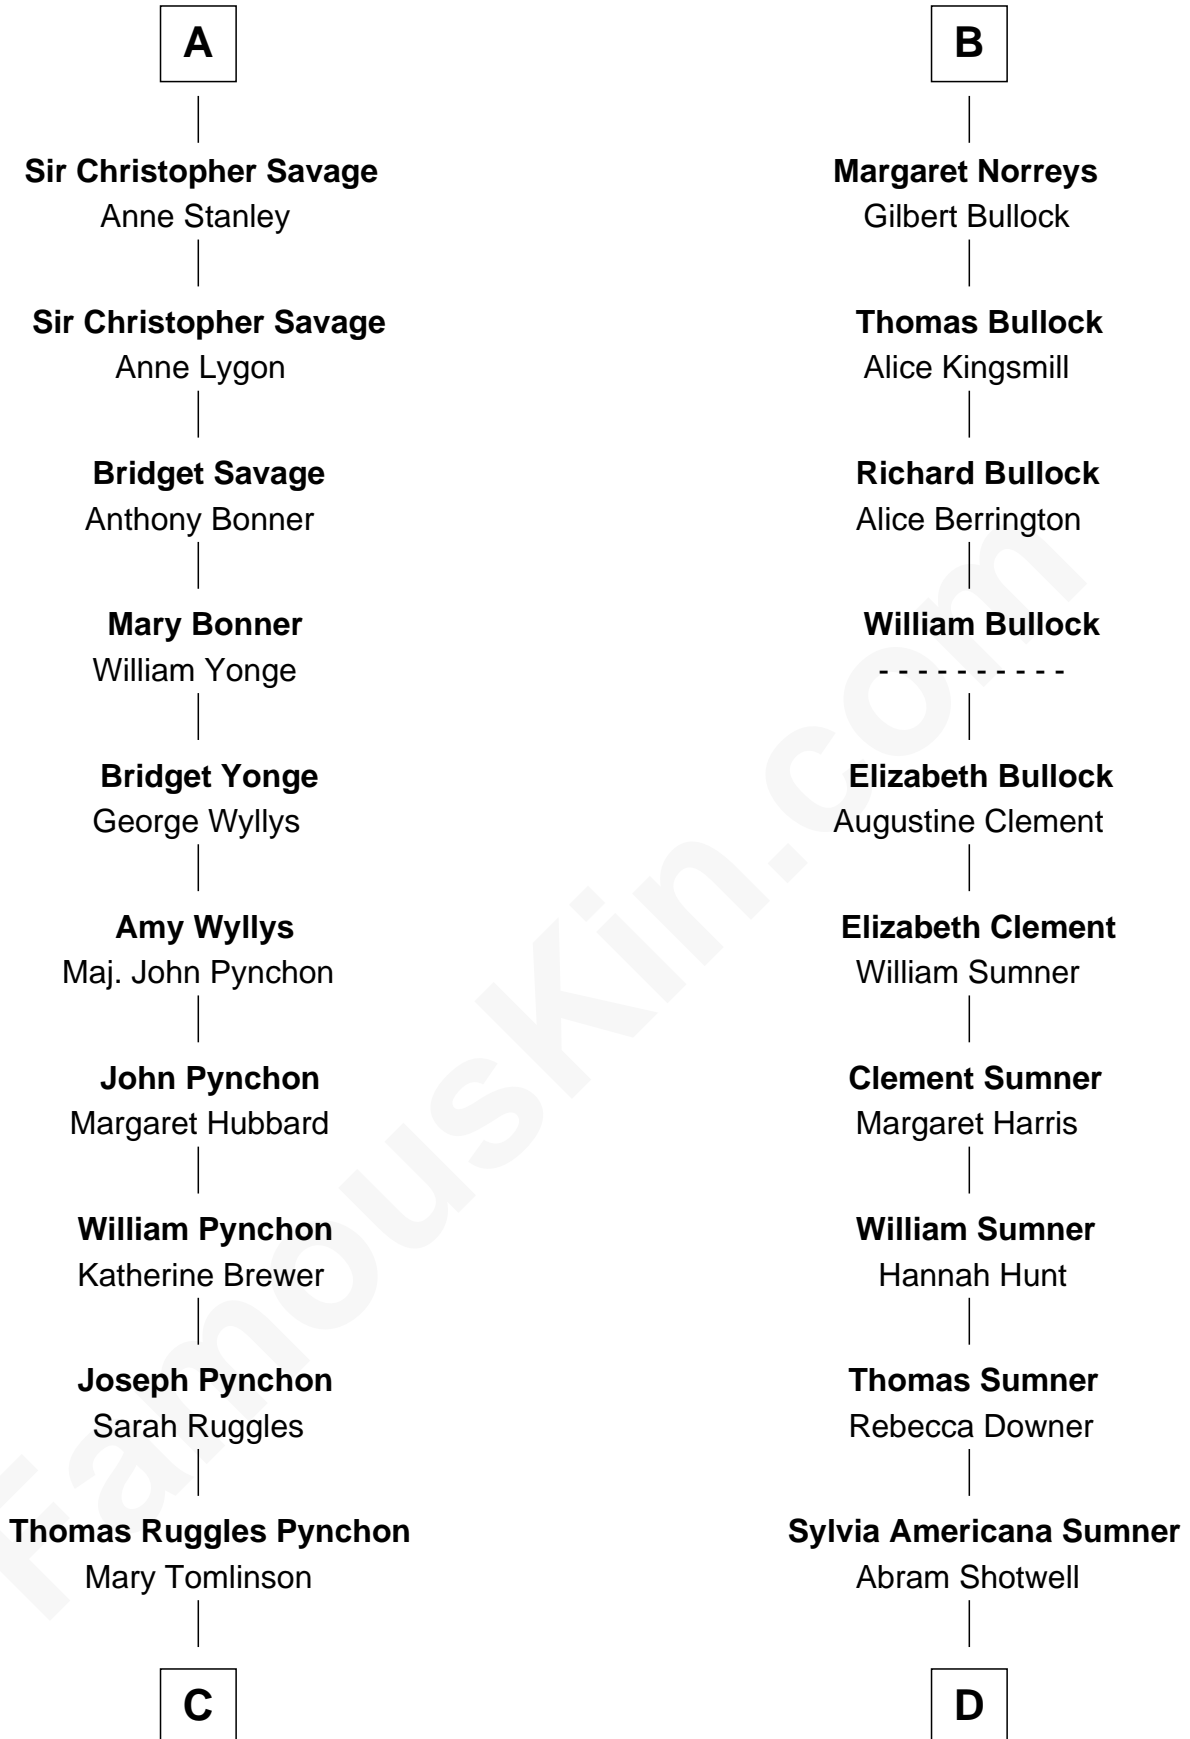 A
Sir Christopher Savage
Anne Stanley
Sir Christopher Savage
Anne Lygon
Bridget Savage
Anthony Bonner
Mary Bonner
William Yonge
Bridget Yonge
George Wyllys
Amy Wyllys
Maj. John Pynchon
John Pynchon
Margaret Hubbard
William Pynchon
Katherine Brewer
Joseph Pynchon
Sarah Ruggles
Thomas Ruggles Pynchon
Mary Tomlinson
C
B
Margaret Norreys
Gilbert Bullock
Thomas Bullock
Alice Kingsmill
Richard Bullock
Alice Berrington
William Bullock
- - - - - - - - - -
Elizabeth Bullock
Augustine Clement
Elizabeth Clement
William Sumner
Clement Sumner
Margaret Harris
William Sumner
Hannah Hunt
Thomas Sumner
Rebecca Downer
Sylvia Americana Sumner
Abram Shotwell
D
FamousKin.com